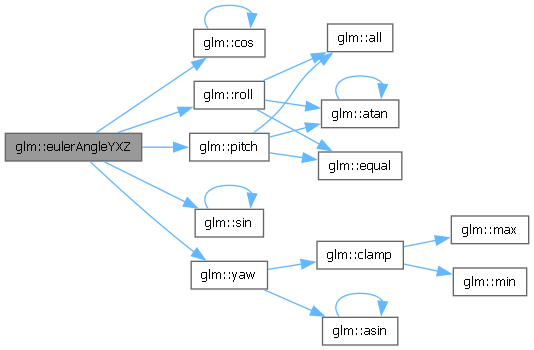 glm::eulerAngleYXZ
glm::cos
glm::roll
glm::pitch
glm::sin
glm::yaw
glm::all
glm::atan
glm::equal
glm::clamp
glm::asin
glm::max
glm::min